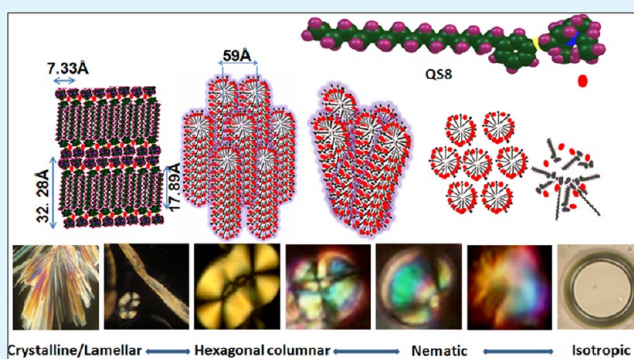 7.33Å
59Å
QS8
32. 28Å
17.89Å
Crystalline/Lamellar
Hexagonal columnar
Nematic
Isotropic